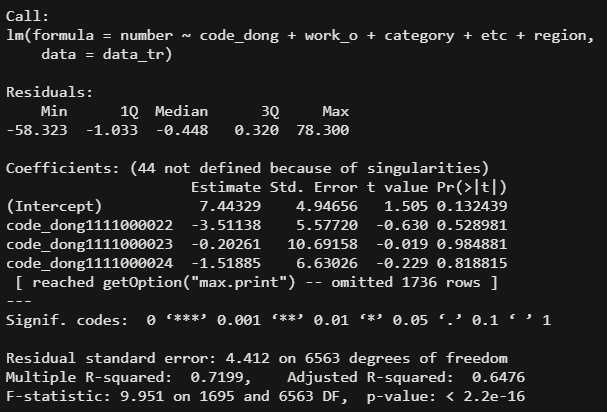 Call:
lm(formula = number ~ code_dong + work_o + category + etc + region,
    data = data_tr)

Residuals:
    Min      1Q  Median      3Q     Max
-58.323  -1.033  -0.448   0.320  78.300

Coefficients: (44 not defined because of singularities)
                    Estimate Std. Error t value Pr(>|t|)
(Intercept)          7.44329    4.94656   1.505 0.132439
code_dong1111000022 -3.51138    5.57720  -0.630 0.528981
code_dong1111000023 -0.20261   10.69158  -0.019 0.984881
code_dong1111000024 -1.51885    6.63026  -0.229 0.818815
 [ reached getOption("max.print") -- omitted 1736 rows ]
---
Signif. codes:  0 ‘***’ 0.001 ‘**’ 0.01 ‘*’ 0.05 ‘.’ 0.1 ‘ ’ 1

Residual standard error: 4.412 on 6563 degrees of freedom
Multiple R-squared:  0.7199,	Adjusted R-squared:  0.6476
F-statistic: 9.951 on 1695 and 6563 DF,  p-value: < 2.2e-16